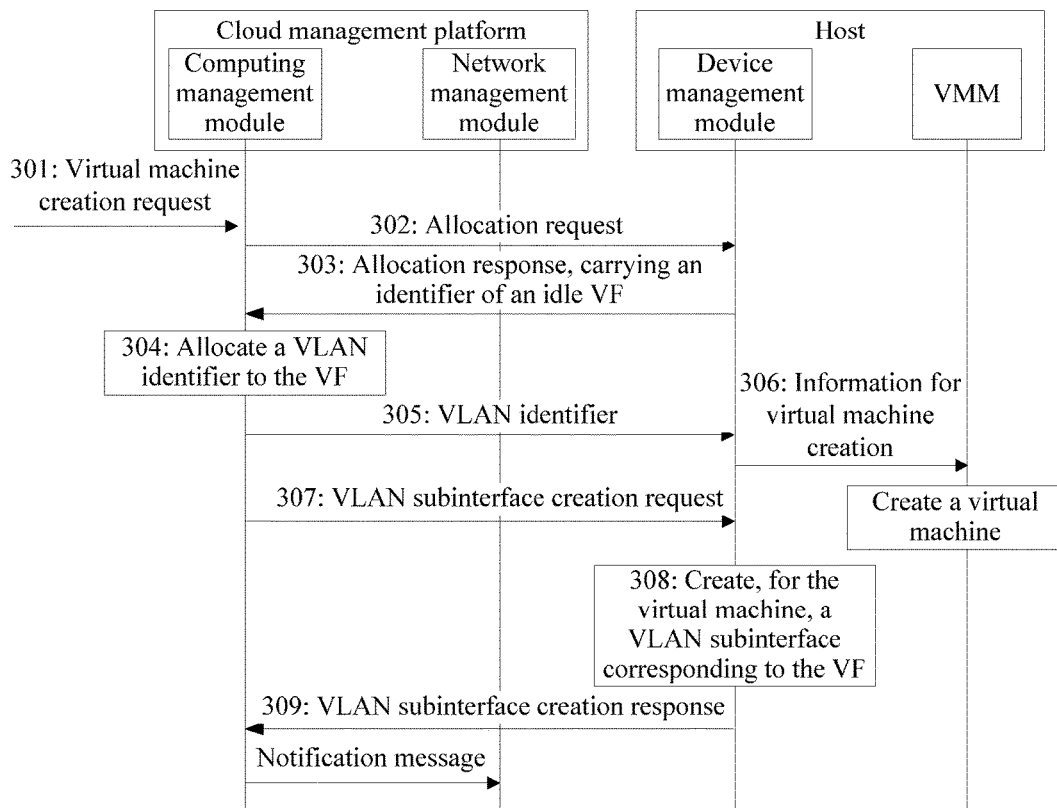 Cloud management platform
Host
Computing
management
module
Network
management
module
Device
management
module
VMM
301: Virtual machine
creation request
302: Allocation request
303: Allocation response, carrying an
identifier of an idle VF
304: Allocate a VLAN
identifier to the VF
305: VLAN identifier
306: Information for
virtual machine
creation
307: VLAN subinterface creation request
Create a virtual
machine
308: Create, for the
virtual machine, a
VLAN subinterface
corresponding to the VF
309: VLAN subinterface creation response
Notification message